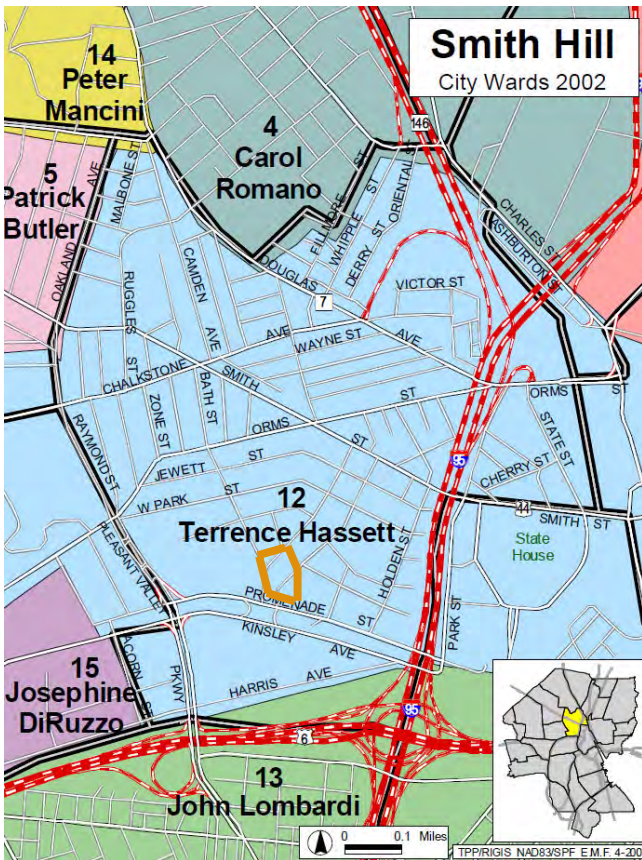 Smith Hill
City Wards 2002
14
Peter
Mancini
4
Carol
Romano
146
5
Patrick
Butler
MALBONE ST
OAKLAND AVE
FILLMORE ST
WHIPPLE ST
DERRY ST
ORIENTAL ST
CHARLES ST
ASHBURTON ST
DOUGLAS AVE
7
VICTOR ST
RUGGLES ST
CAMDEN AVE
CHALKSTONE AVE
WAYNE ST
SMITH ST
BATH ST
ZONE ST
ORMS ST
ORMS ST
RAYMOND ST
JEWETT ST
W PARK ST
STATE ST
CHERRY ST
95
44
SMITH ST
12
Terrence Hassett
State
House
HOLDEN ST
PLEASANT VALLEY PKWY
PROMENADE ST
KINSLEY AVE
PARK ST
ACORN ST
HARRIS AVE
15
Josephine
DiRuzzo
95
6
13
John Lombardi
0 0.1 Miles